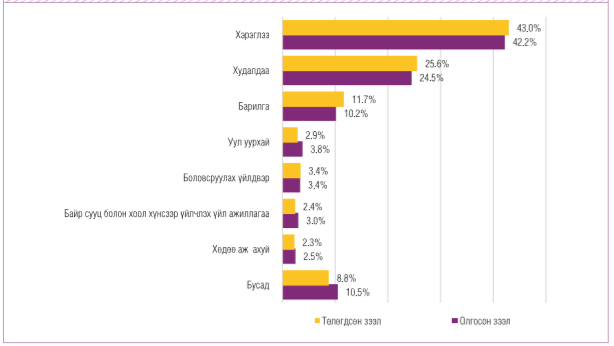 Хэрэглээ
43.0%
42.2%
Худалдаа
25.6%
24.5%
Барилга
11.7%
10.2%
Уул уурхай
2.9%
3.8%
Боловсруулах үйлдвэр
3.4%
3.4%
Байр сууц болон хоол хүнсээр үйлчлэх үйл ажиллагаа
2.4%
3.0%
Хөдөө аж ахуй
2.3%
2.5%
Бусад
8.8%
10.5%
Төлөгдсөн зээл
Олгосон зээл